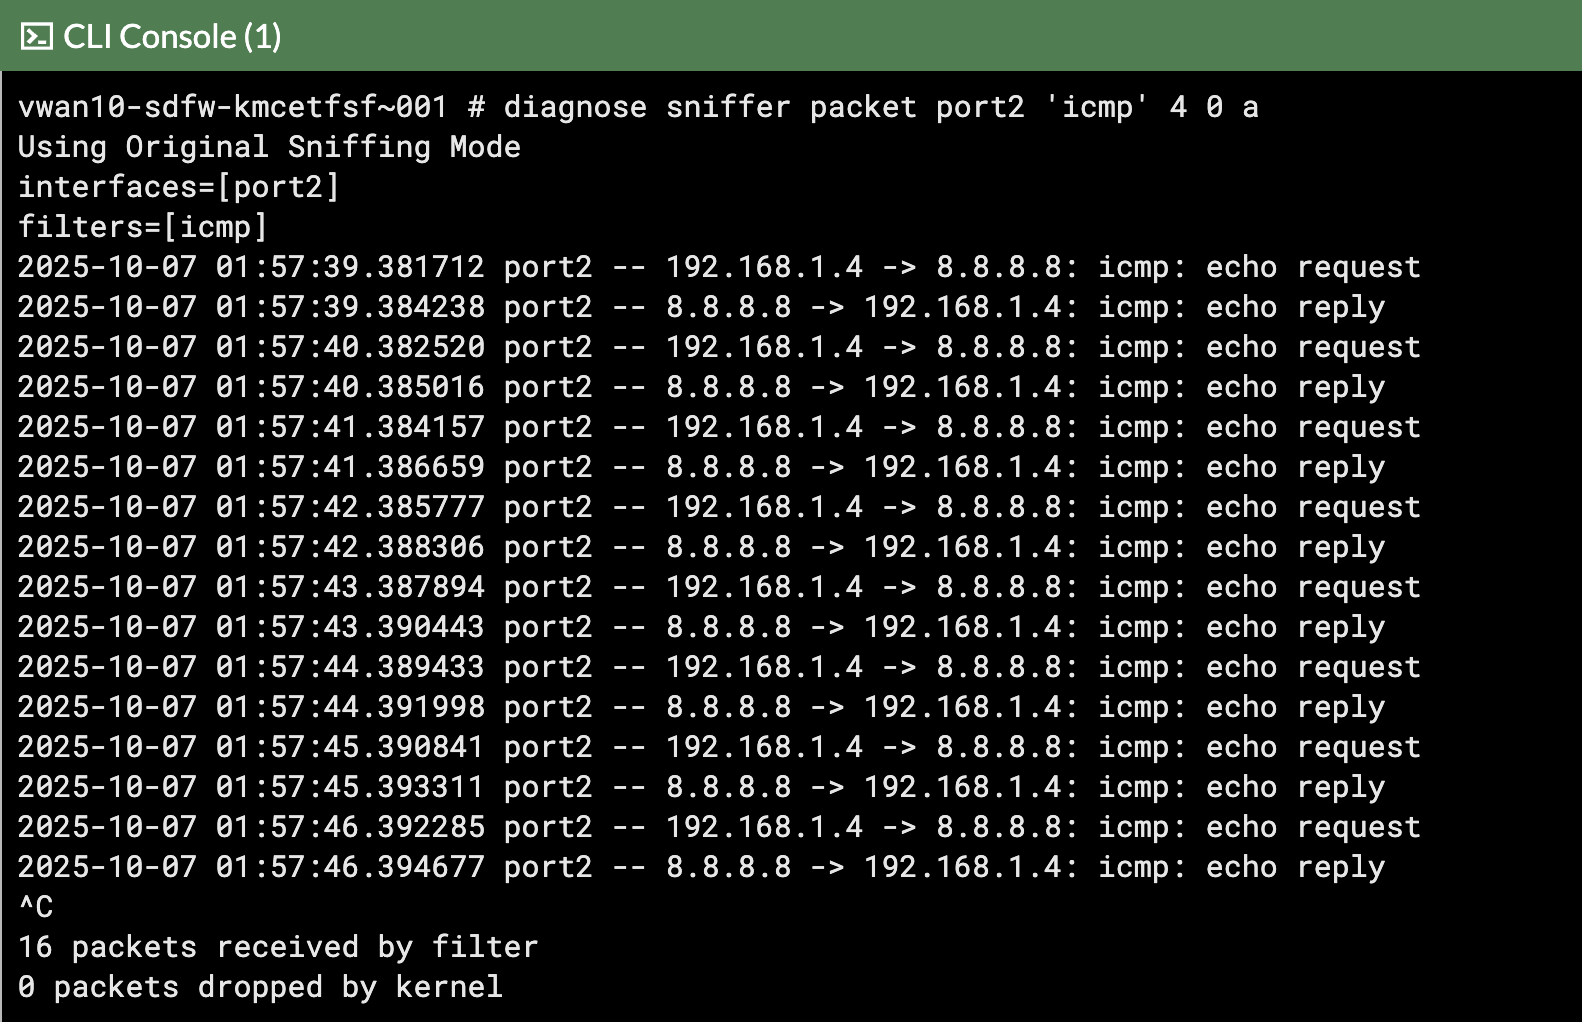 CLI Console (1)
vwan10-sdfw-kmcetfsf~001 # diagnose sniffer packet port2 'icmp' 4 0 a
Using Original Sniffing Mode
interfaces=[port2]
filters=[icmp]
2025-10-07 01:57:39.381712 port2 -- 192.168.1.4 -> 8.8.8.8: icmp: echo request
2025-10-07 01:57:39.384238 port2 -- 8.8.8.8 -> 192.168.1.4: icmp: echo reply
2025-10-07 01:57:40.382520 port2 -- 192.168.1.4 -> 8.8.8.8: icmp: echo request
2025-10-07 01:57:40.385016 port2 -- 8.8.8.8 -> 192.168.1.4: icmp: echo reply
2025-10-07 01:57:41.384157 port2 -- 192.168.1.4 -> 8.8.8.8: icmp: echo request
2025-10-07 01:57:41.386659 port2 -- 8.8.8.8 -> 192.168.1.4: icmp: echo reply
2025-10-07 01:57:42.385777 port2 -- 192.168.1.4 -> 8.8.8.8: icmp: echo request
2025-10-07 01:57:42.388306 port2 -- 8.8.8.8 -> 192.168.1.4: icmp: echo reply
2025-10-07 01:57:43.387894 port2 -- 192.168.1.4 -> 8.8.8.8: icmp: echo request
2025-10-07 01:57:43.390443 port2 -- 8.8.8.8 -> 192.168.1.4: icmp: echo reply
2025-10-07 01:57:44.389433 port2 -- 192.168.1.4 -> 8.8.8.8: icmp: echo request
2025-10-07 01:57:44.391998 port2 -- 8.8.8.8 -> 192.168.1.4: icmp: echo reply
2025-10-07 01:57:45.390841 port2 -- 192.168.1.4 -> 8.8.8.8: icmp: echo request
2025-10-07 01:57:45.393311 port2 -- 8.8.8.8 -> 192.168.1.4: icmp: echo reply
2025-10-07 01:57:46.392285 port2 -- 192.168.1.4 -> 8.8.8.8: icmp: echo request
2025-10-07 01:57:46.394677 port2 -- 8.8.8.8 -> 192.168.1.4: icmp: echo reply
^C
16 packets received by filter
0 packets dropped by kernel